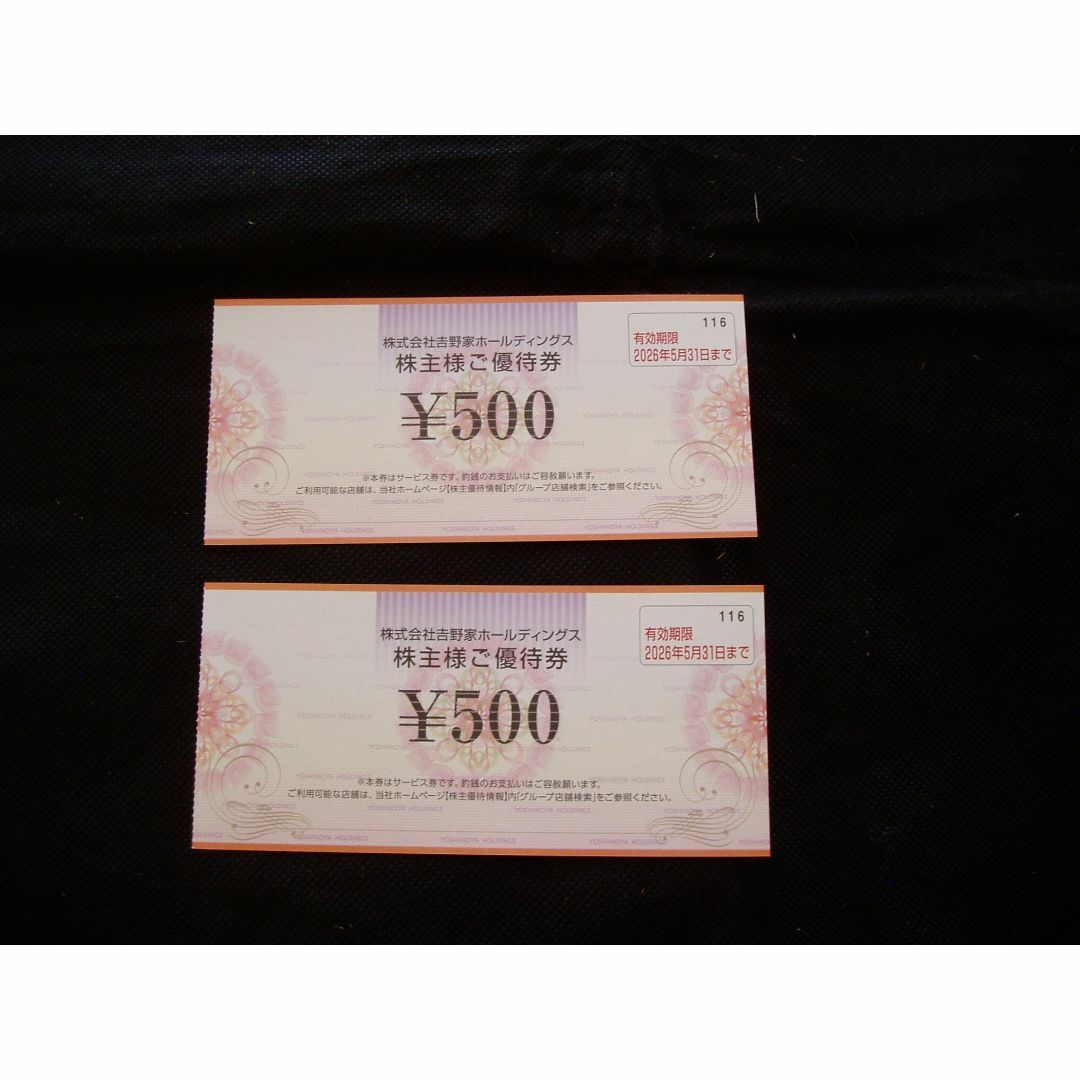 116
有効期限
2026年5月31日まで
株式会社𠮷野家ホールディングス
株主様ご優待券
¥500
※本券はサービス券です。釣銭のお支払いはご容赦願います。
ご利用可能な店舗は、当社ホームページ【株主優待情報】内「グループ店舗検索」をご参照ください。
YOSHINOYA HOLDINGS
116
有効期限
2026年5月31日まで
株式会社𠮷野家ホールディングス
株主様ご優待券
¥500
※本券はサービス券です。釣銭のお支払いはご容赦願います。
ご利用可能な店舗は、当社ホームページ【株主優待情報】内「グループ店舗検索」をご参照ください。
YOSHINOYA HOLDINGS